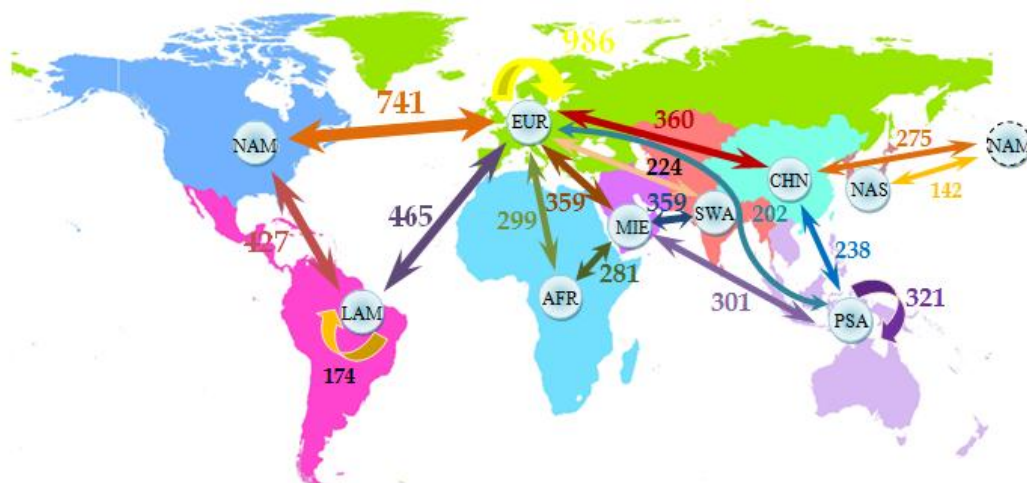 986
741
EUR
360
275
NAM
NAM
224
CHN
NAS
142
465
299
359
359
SWA
202
MIE
427
281
238
301
321
LAM
AFR
PSA
174